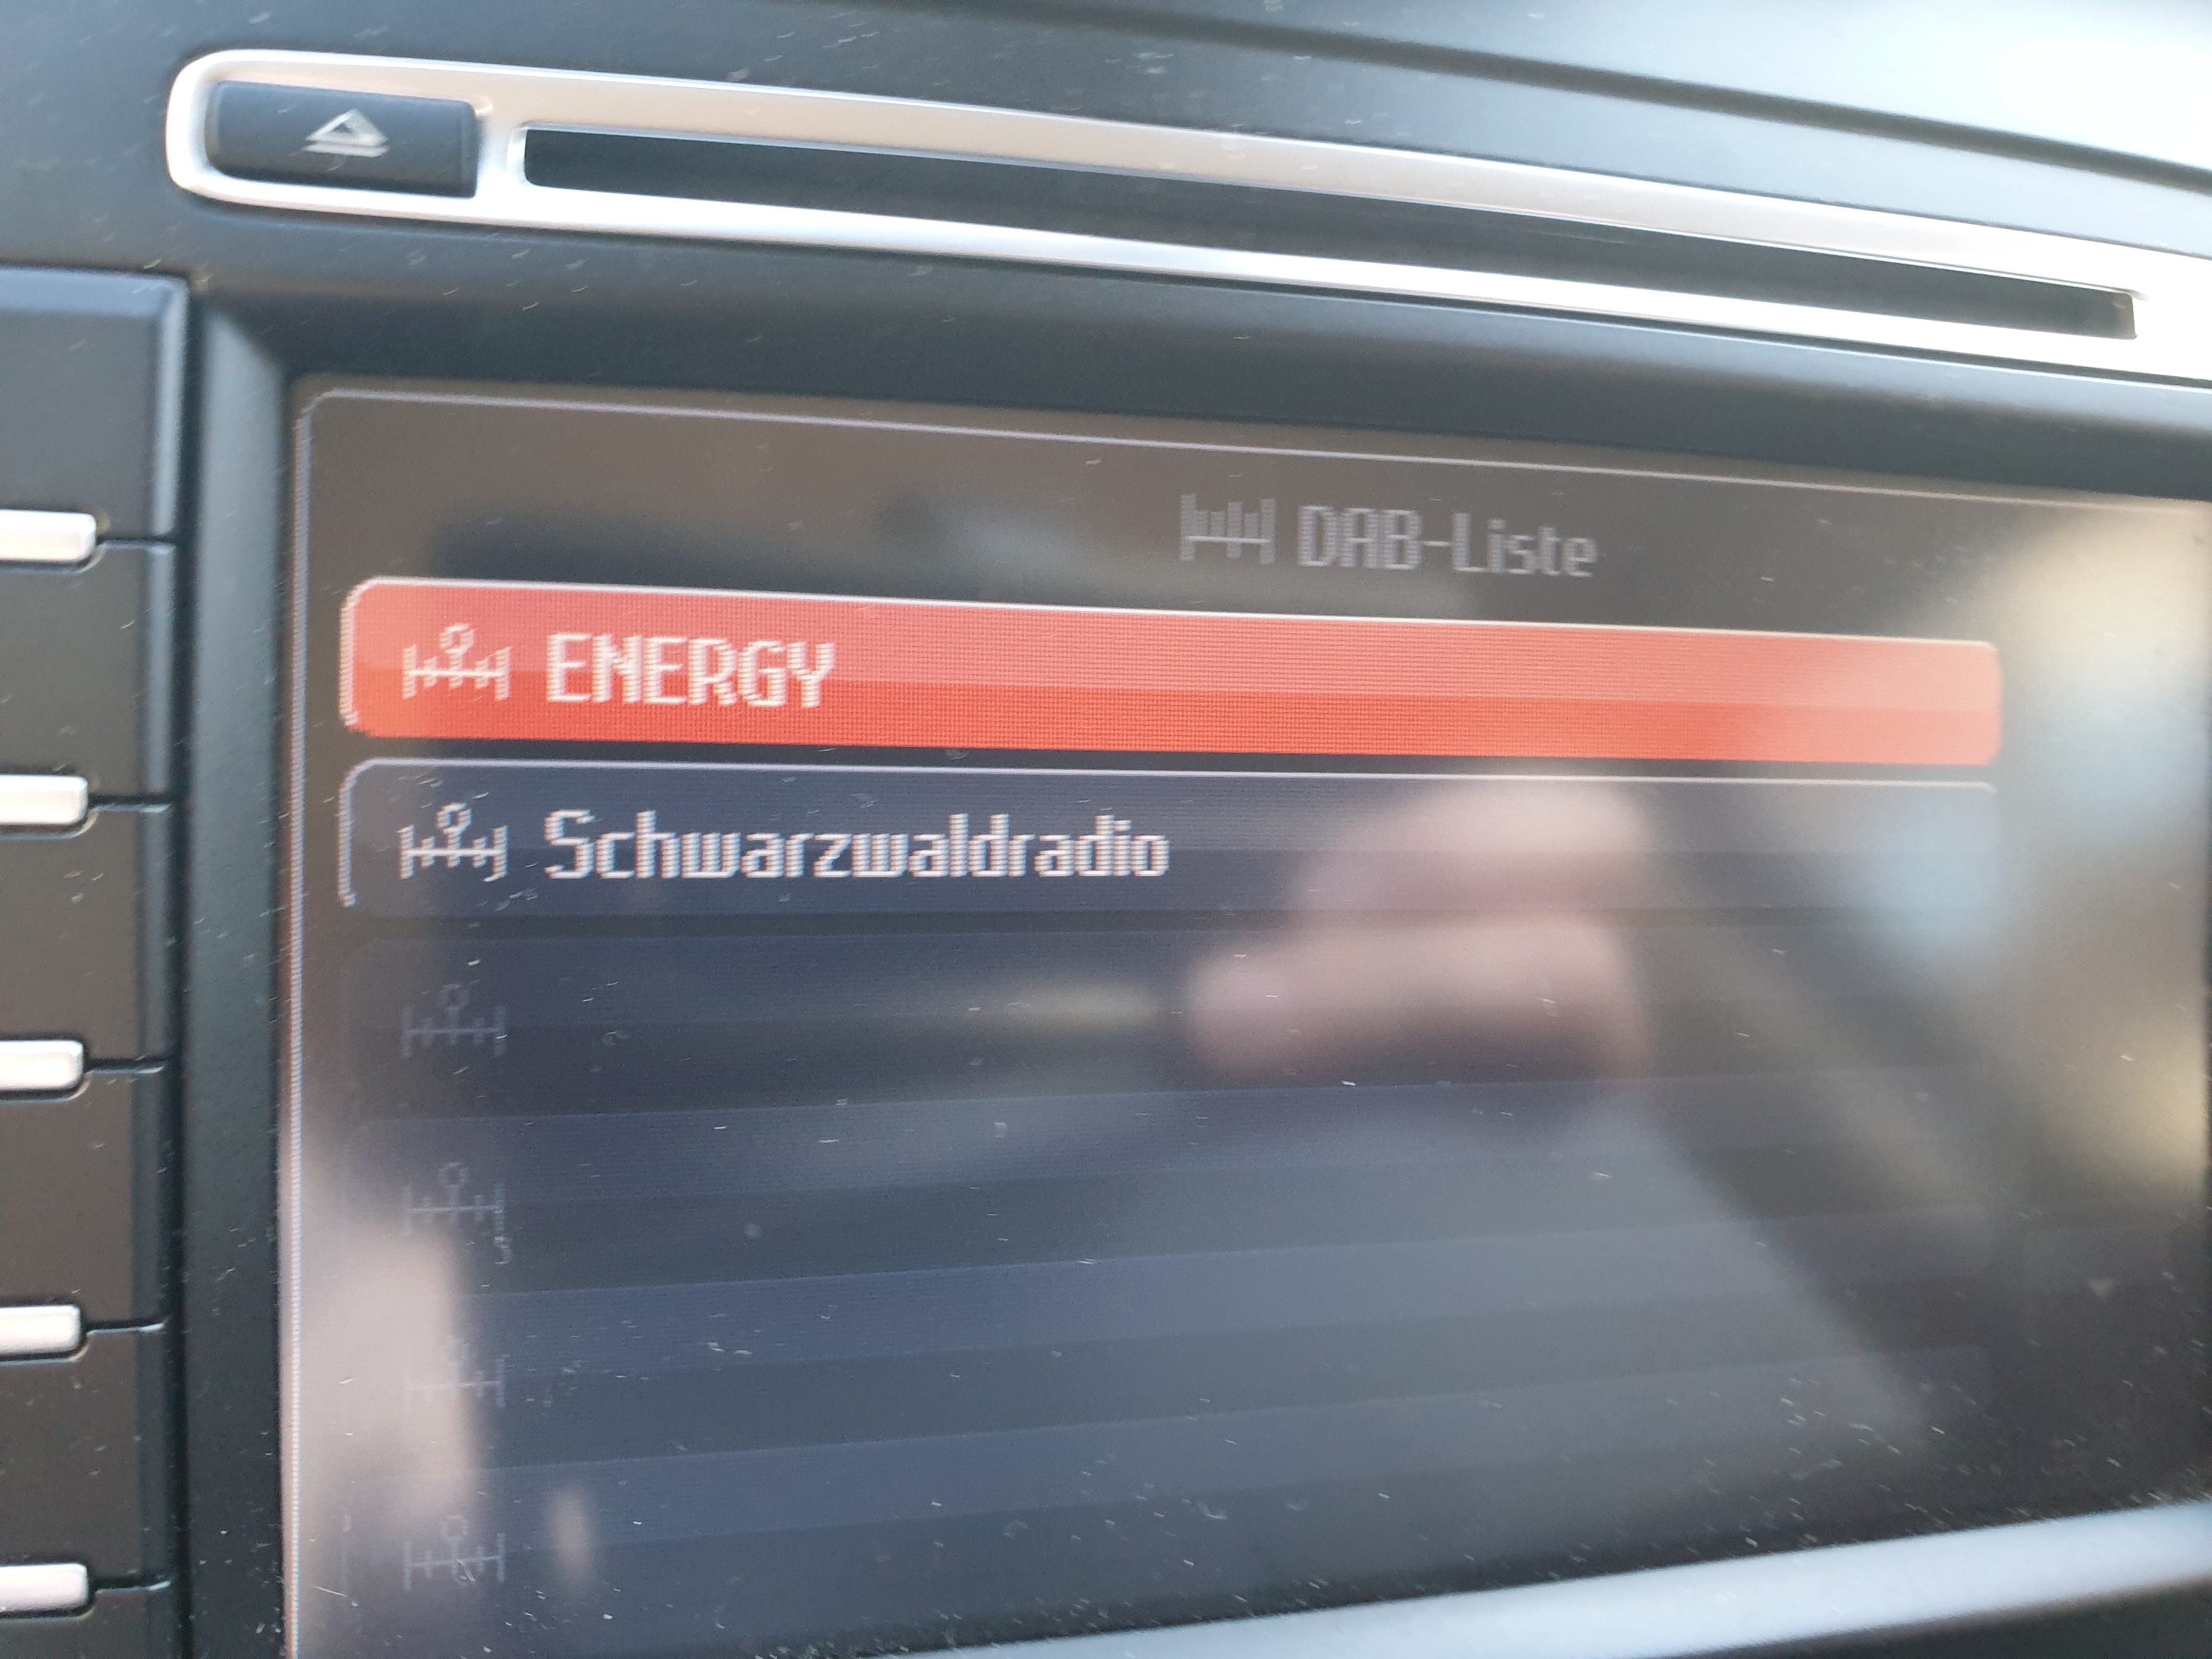 DAB-Liste
ENERGY
Schwarzwaldradio